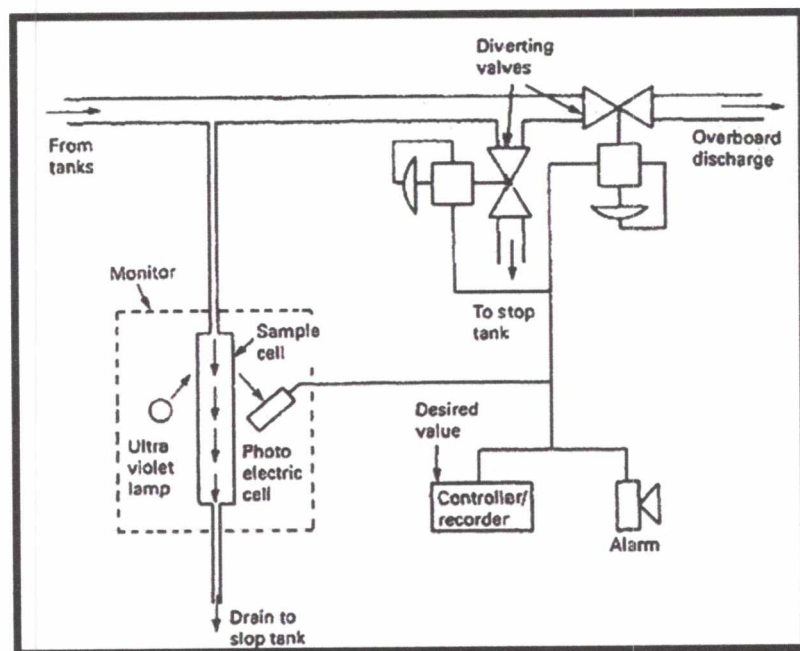 Diverting
valves
From
tanks
Overboard
discharge
Monitor
To stop
tank
Sample
cell
Desired
value
Ultra
violet
lamp
Photo
electric
cell
Controller/
recorder
Alarm
Drain to
slop tank